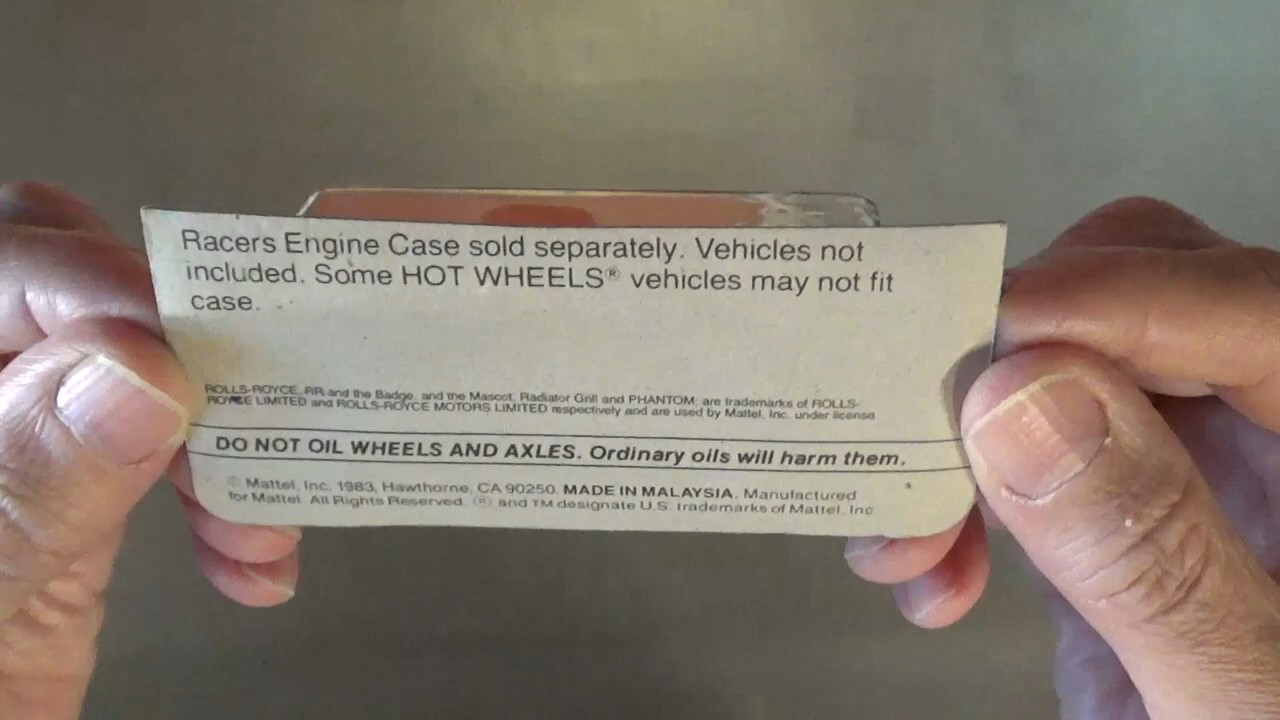 Racers Engine Case sold separately. Vehicles not
included. Some HOT WHEELS® vehicles may not fit
case.
ROLLS-ROYCE, RR and the Badge, and the Mascot, Radiator Grill and PHANTOM, are trademarks of ROLLS-
ROYCE LIMITED and ROLLS-ROYCE MOTORS LIMITED respectively and are used by Mattel, Inc. under license
DO NOT OIL WHEELS AND AXLES. Ordinary oils will harm them.
© Mattel, Inc. 1983, Hawthorne, CA 90250. MADE IN MALAYSIA. Manufactured
for Mattel. All Rights Reserved. ® and TM designate U.S. trademarks of Mattel, Inc.